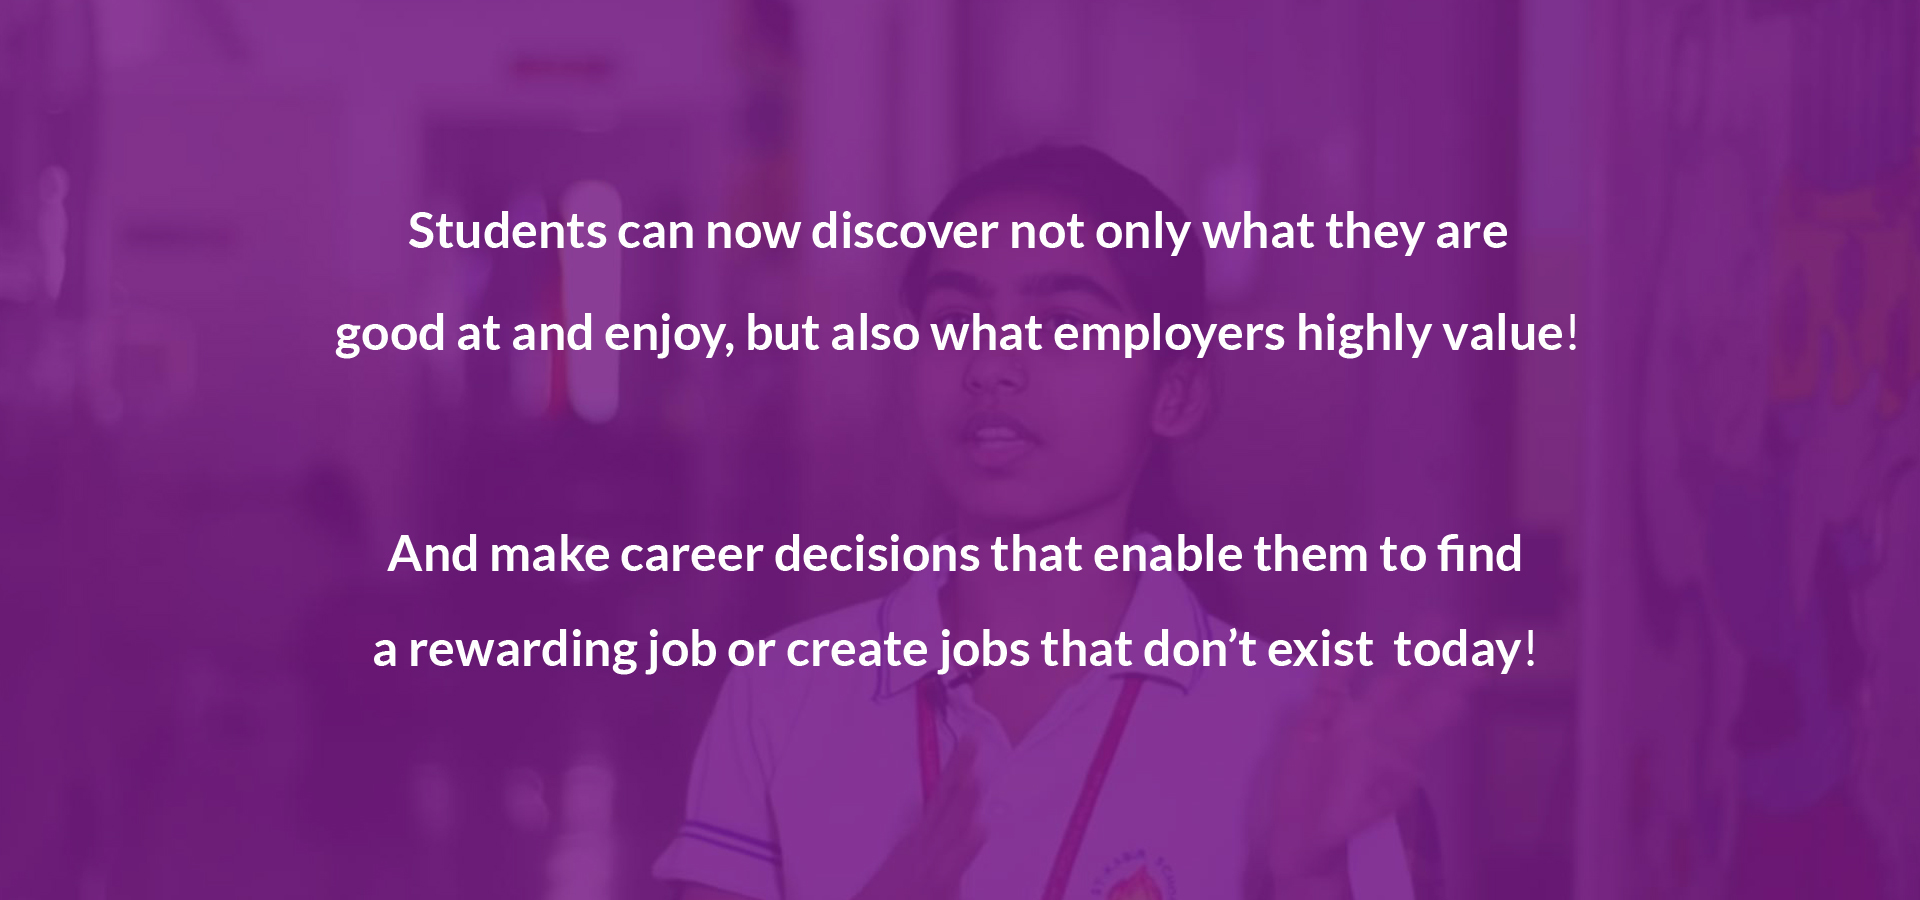 Students can now discover not only what they are
good at and enjoy, but also what employers highly value!
And make career decisions that enable them to find
a rewarding job or create jobs that don’t exist  today!